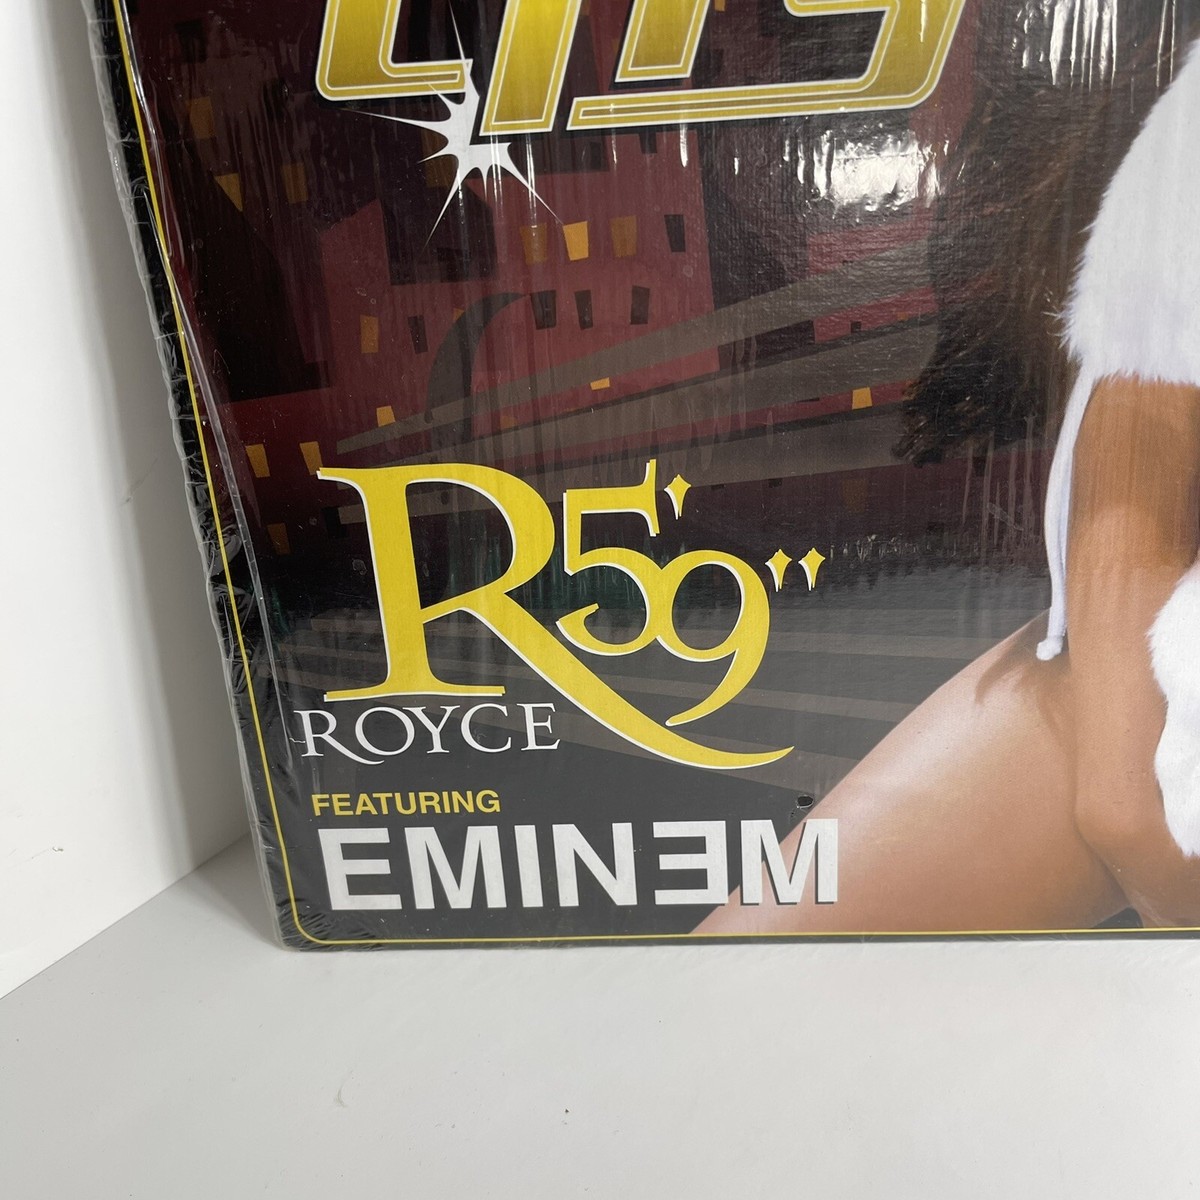 R5'9''
ROYCE
FEATURING
EMINƎM